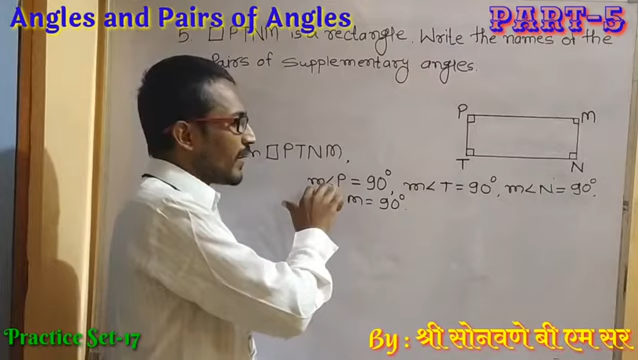 Angles and Pairs of Angles
PART-5
5. □PTNM is a rectangle. Write the names of the
Pairs of supplementary angles.
P
M
□PTNM,
T
N
m∠P = 90°, m∠T = 90°, m∠N = 90°.
M = 90°.
Practice Set-17
By : श्री सोनवणे बी एम सर